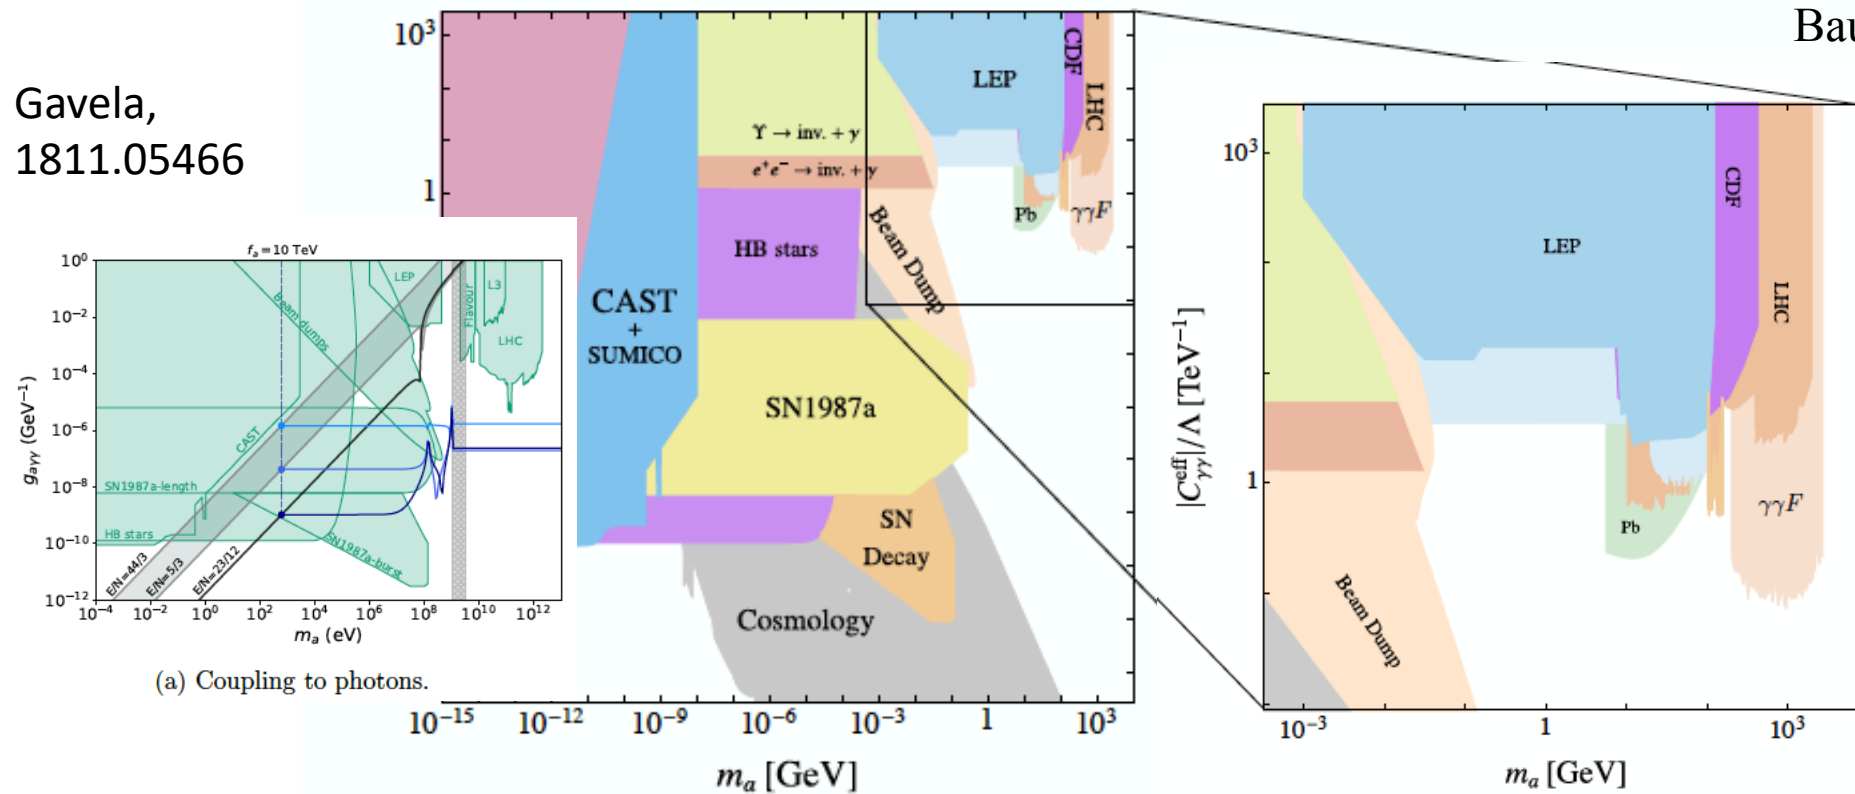 Gavela,
1811.05466
Bau
10³
1
LEP
CDF
LHC
ϒ → inv. + γ
e⁺e⁻ → inv. + γ
HB stars
Beam Dump
Pb
γγF
CAST
+
SUMICO
SN1987a
SN
Decay
Cosmology
10⁻¹⁵ 10⁻¹² 10⁻⁹ 10⁻⁶ 10⁻³ 1 10³
mₐ [GeV]
fₐ = 10 TeV
10⁰
10⁻²
10⁻⁴
10⁻⁶
10⁻⁸
10⁻¹⁰
10⁻¹²
g_aγγ (GeV⁻¹)
LEP
Beam dumps
Flavour
L3
LHC
CAST
SN1987a-length
HB stars
SN1987a-burst
E/N=44/3
E/N=5/3
E/N=23/12
10⁻⁴ 10⁻² 10⁰ 10² 10⁴ 10⁶ 10⁸ 10¹⁰ 10¹²
mₐ (eV)
(a) Coupling to photons.
|C_γγ^eff|/Λ [TeV⁻¹]
10³
1
LEP
CDF
LHC
Pb
γγF
Beam Dump
10⁻³ 1 10³
mₐ [GeV]